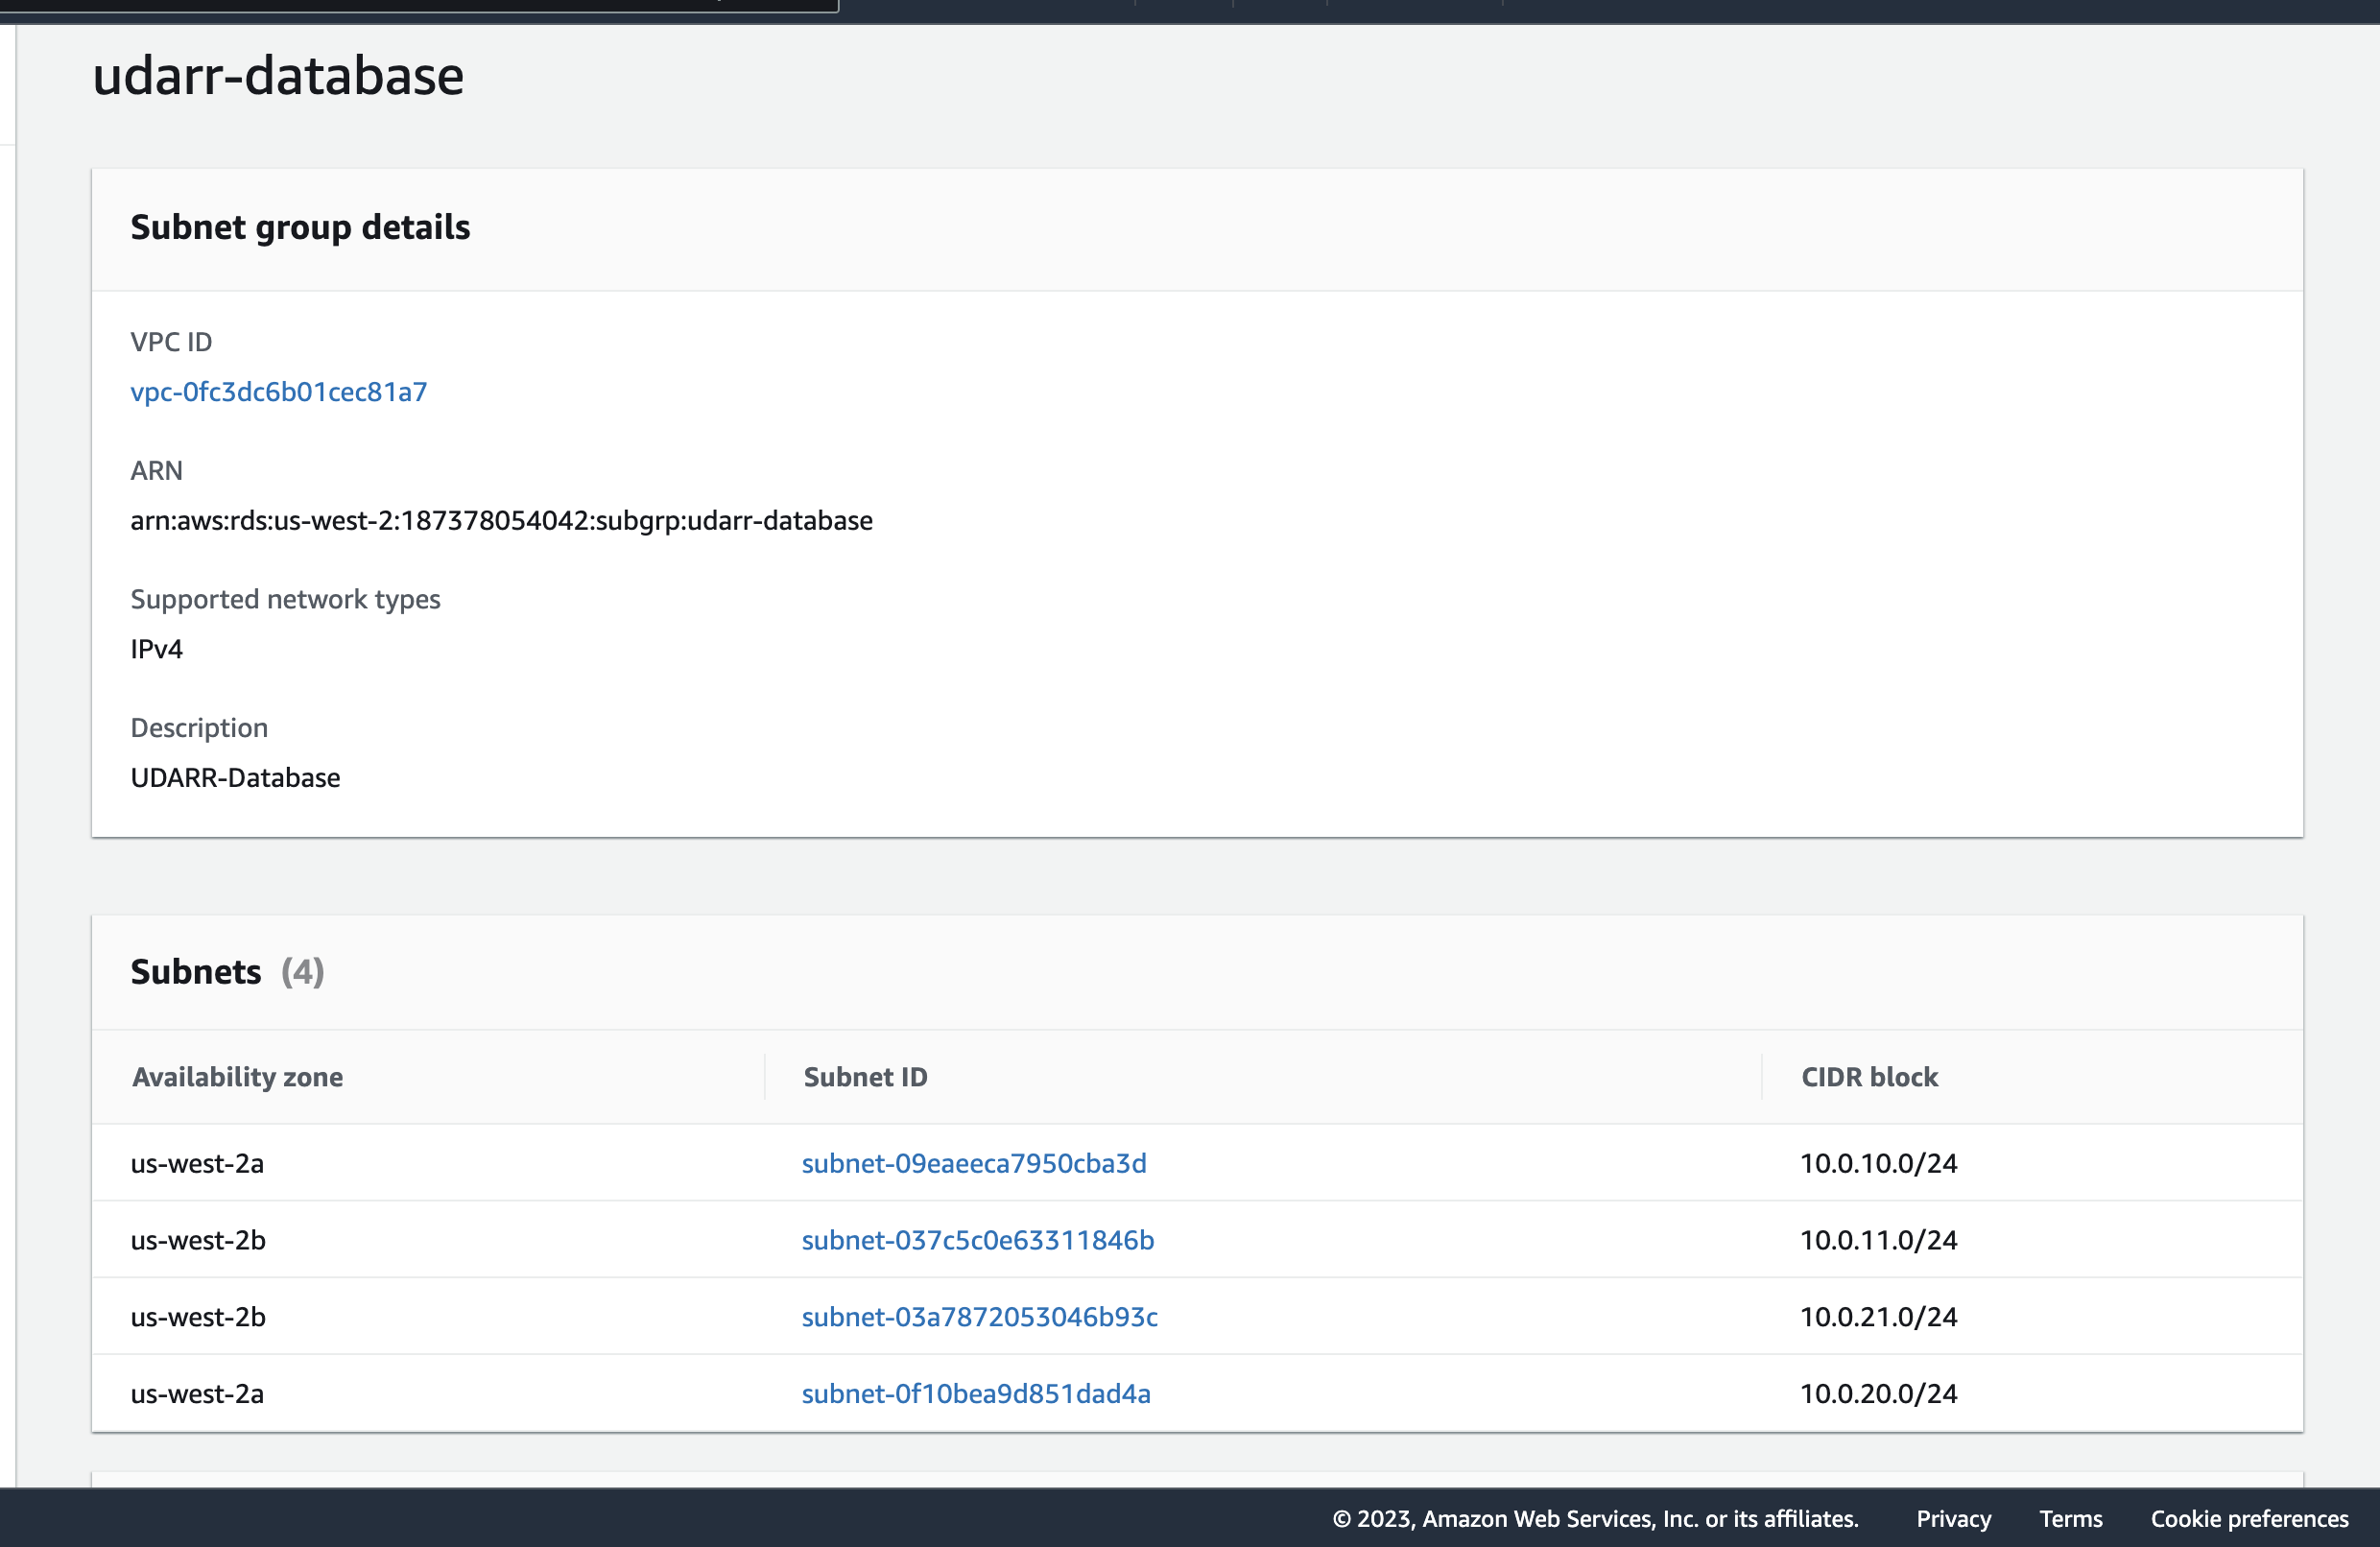 udarr-database
Subnet group details
VPC ID
vpc-0fc3dc6b01cec81a7
ARN
arn:aws:rds:us-west-2:187378054042:subgrp:udarr-database
Supported network types
IPv4
Description
UDARR-Database
Subnets (4)
Availability zone Subnet ID CIDR block
us-west-2a subnet-09eaeeca7950cba3d 10.0.10.0/24
us-west-2b subnet-037c5c0e63311846b 10.0.11.0/24
us-west-2b subnet-03a7872053046b93c 10.0.21.0/24
us-west-2a subnet-0f10bea9d851dad4a 10.0.20.0/24
© 2023, Amazon Web Services, Inc. or its affiliates. Privacy Terms Cookie preferences